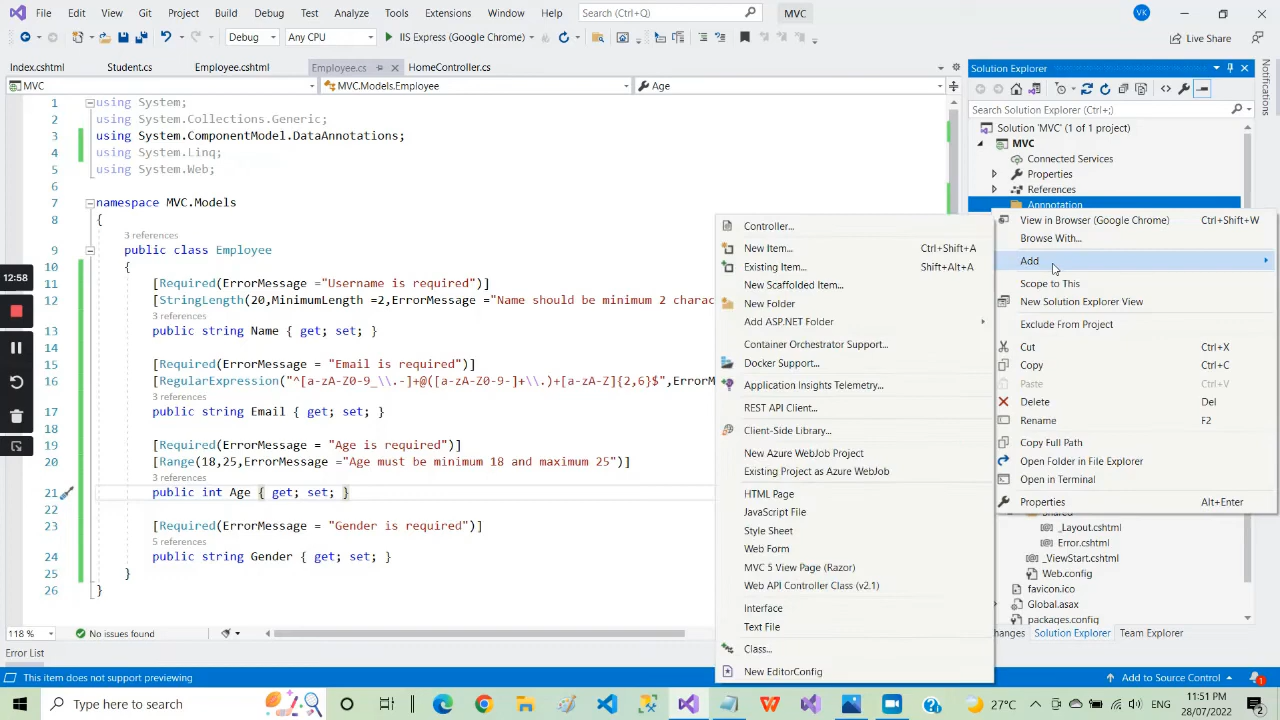 File Edit View Git Project Build Debug Test Analyze Tools Extensions Window Help Search (Ctrl+Q) MVC VK
Debug Any CPU IIS Express (Google Chrome) Live Share
Index.cshtml Student.cs Employee.cshtml Employee.cs HomeController.cs
MVC MVC.Models.Employee Age
1 using System;
2 using System.Collections.Generic;
3 using System.ComponentModel.DataAnnotations;
4 using System.Linq;
5 using System.Web;
6
7 namespace MVC.Models
8 {
3 references
9 public class Employee
10 {
11 [Required(ErrorMessage ="Username is required")]
12 [StringLength(20,MinimumLength =2,ErrorMessage ="Name should be minimum 2 charac
3 references
13 public string Name { get; set; }
14
15 [Required(ErrorMessage = "Email is required")]
16 [RegularExpression("^[a-zA-Z0-9_\\.-]+@([a-zA-Z0-9-]+\\.)+[a-zA-Z]{2,6}$",ErrorM
3 references
17 public string Email { get; set; }
18
19 [Required(ErrorMessage = "Age is required")]
20 [Range(18,25,ErrorMessage ="Age must be minimum 18 and maximum 25")]
3 references
21 public int Age { get; set; }
22
23 [Required(ErrorMessage = "Gender is required")]
5 references
24 public string Gender { get; set; }
25 }
26 }
12:58
118 % No issues found
Error List
This item does not support previewing
Controller...
New Item... Ctrl+Shift+A
Existing Item... Shift+Alt+A
New Scaffolded Item...
New Folder
Add ASP.NET Folder
Container Orchestrator Support...
Docker Support...
Application Insights Telemetry...
REST API Client...
Client-Side Library...
New Azure WebJob Project
Existing Project as Azure WebJob
HTML Page
JavaScript File
Style Sheet
Web Form
MVC 5 View Page (Razor)
Web API Controller Class (v2.1)
Interface
Text File
Class...
New EditorConfig
Solution Explorer
Search Solution Explorer (Ctrl+;)
Solution 'MVC' (1 of 1 project)
MVC
Connected Services
Properties
References
Annnotation
View in Browser (Google Chrome) Ctrl+Shift+W
Browse With...
Add
Scope to This
New Solution Explorer View
Exclude From Project
Cut Ctrl+X
Copy Ctrl+C
Paste Ctrl+V
Delete Del
Rename F2
Copy Full Path
Open Folder in File Explorer
Open in Terminal
Properties Alt+Enter
_Layout.cshtml
Error.cshtml
_ViewStart.cshtml
Web.config
favicon.ico
Global.asax
packages.config
hanges Solution Explorer Team Explorer
Notifications
Add to Source Control 1
Type here to search
27°C ENG 11:51 PM
28/07/2022 2